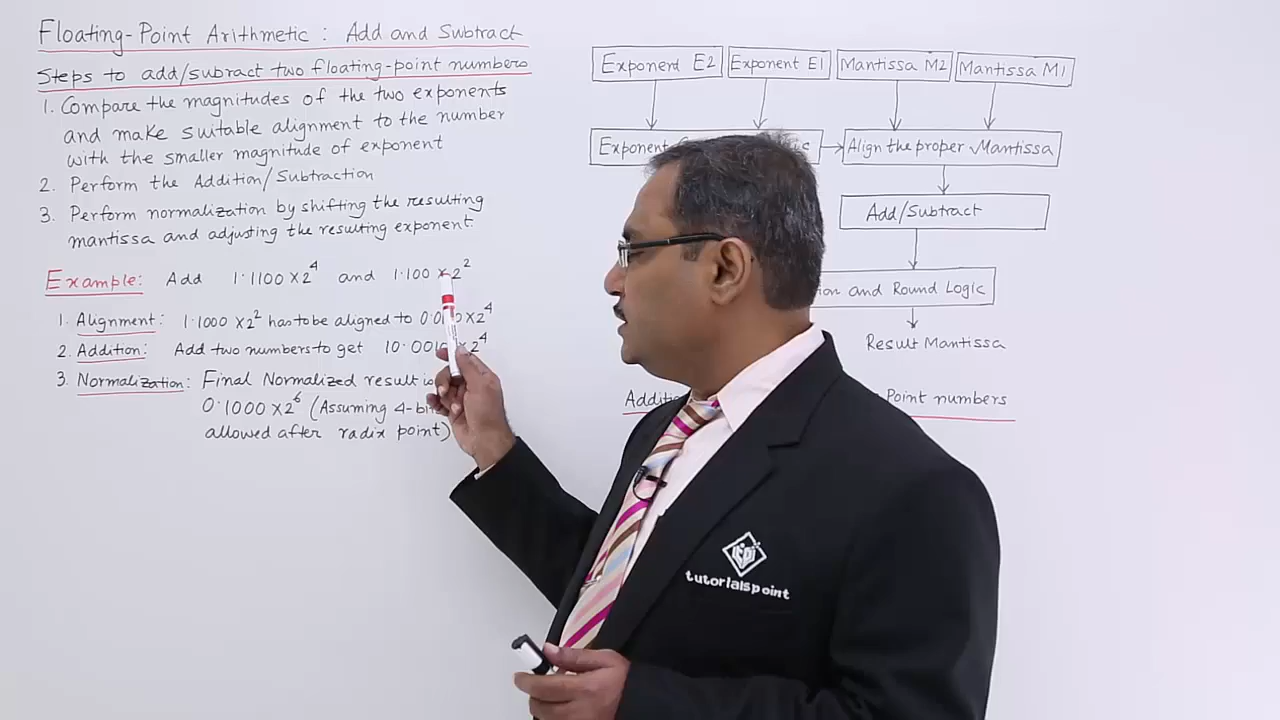 Floating-Point Arithmetic : Add and Subtract
Steps to add/subtract two floating-point numbers
1. Compare the magnitudes of the two exponents
and make suitable alignment to the number
with the smaller magnitude of exponent
2. Perform the Addition/Subtraction
3. Perform normalization by shifting the resulting
mantissa and adjusting the resulting exponent.
Example: Add 1.1100 X 2^4 and 1.100 X 2^2
1. Alignment: 1.1000 X 2^2 has to be aligned to X 2^4
2. Addition: Add two numbers to get 2^4
3. Normalization: Final Normalized result
0.1000 X 2^6 (Assuming 4-
allowed after radix point)
Exponent E2 Exponent E1 Mantissa M2 Mantissa M1
Exponent Align the proper Mantissa
Add/Subtract
and Round Logic
Result Mantissa
Point numbers
tutorialspoint